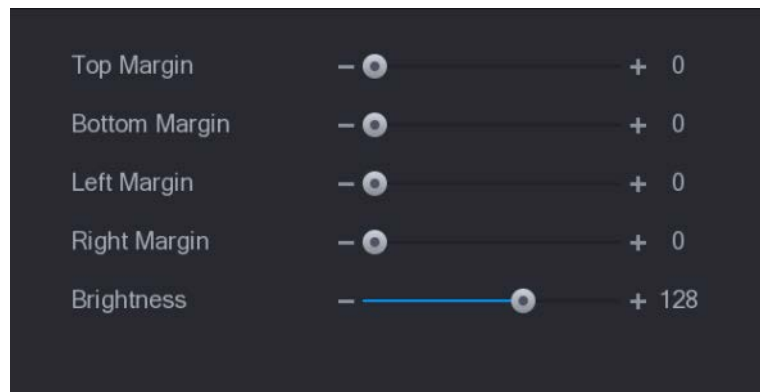 Top Margin − + 0
Bottom Margin − + 0
Left Margin − + 0
Right Margin − + 0
Brightness − + 128